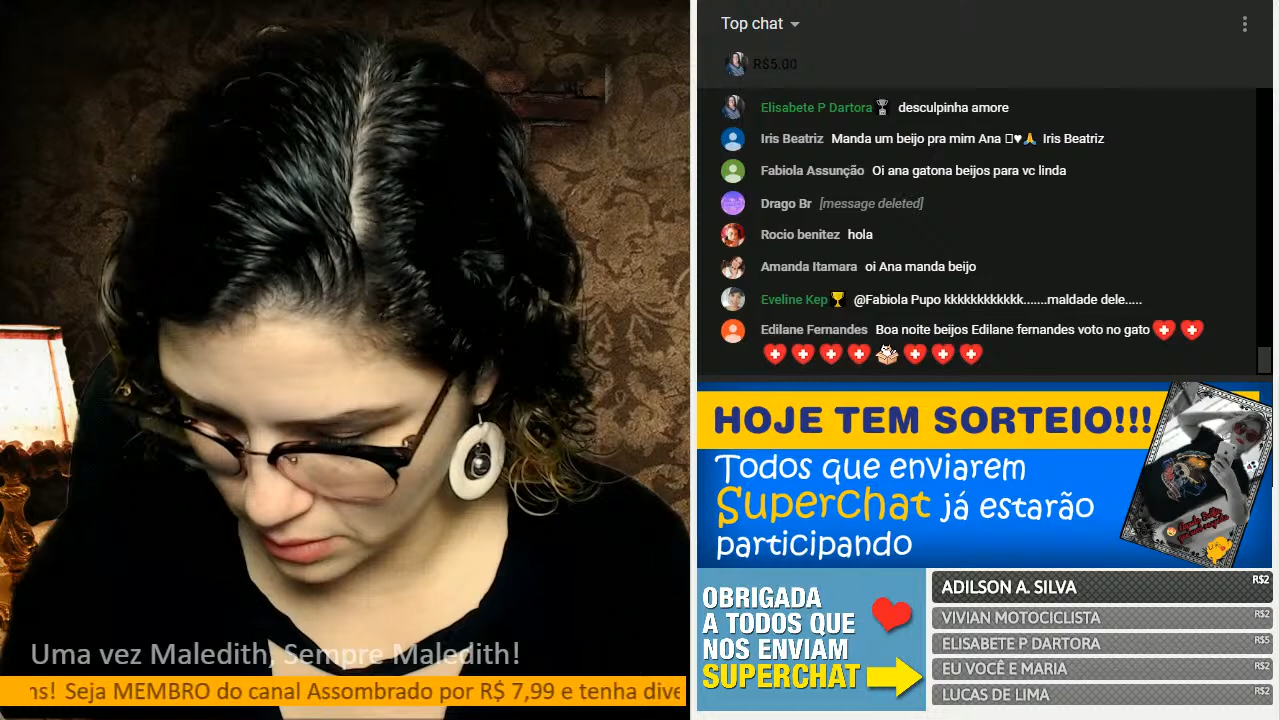 Top chat
R$5.00
Elisabete P Dartora desculpinha amore
Iris Beatriz Manda um beijo pra mim Ana ▯♥🙏 Iris Beatriz
Fabiola Assunção Oi ana gatona beijos para vc linda
Drago Br [message deleted]
Rocio benitez hola
Amanda Itamara oi Ana manda beijo
Eveline Kep @Fabiola Pupo kkkkkkkkkkkk.......maldade dele.....
Edilane Fernandes Boa noite beijos Edilane fernandes voto no gato
HOJE TEM SORTEIO!!!
Todos que enviarem
Superchat já estarão
participando
OBRIGADA
A TODOS QUE
NOS ENVIAM
SUPERCHAT
ADILSON A. SILVA R$2
VIVIAN MOTOCICLISTA R$2
ELISABETE P DARTORA R$5
EU VOCÊ E MARIA R$2
LUCAS DE LIMA R$2
Uma vez Maledith, Sempre Maledith!
ns! Seja MEMBRO do canal Assombrado por R$ 7,99 e tenha dive